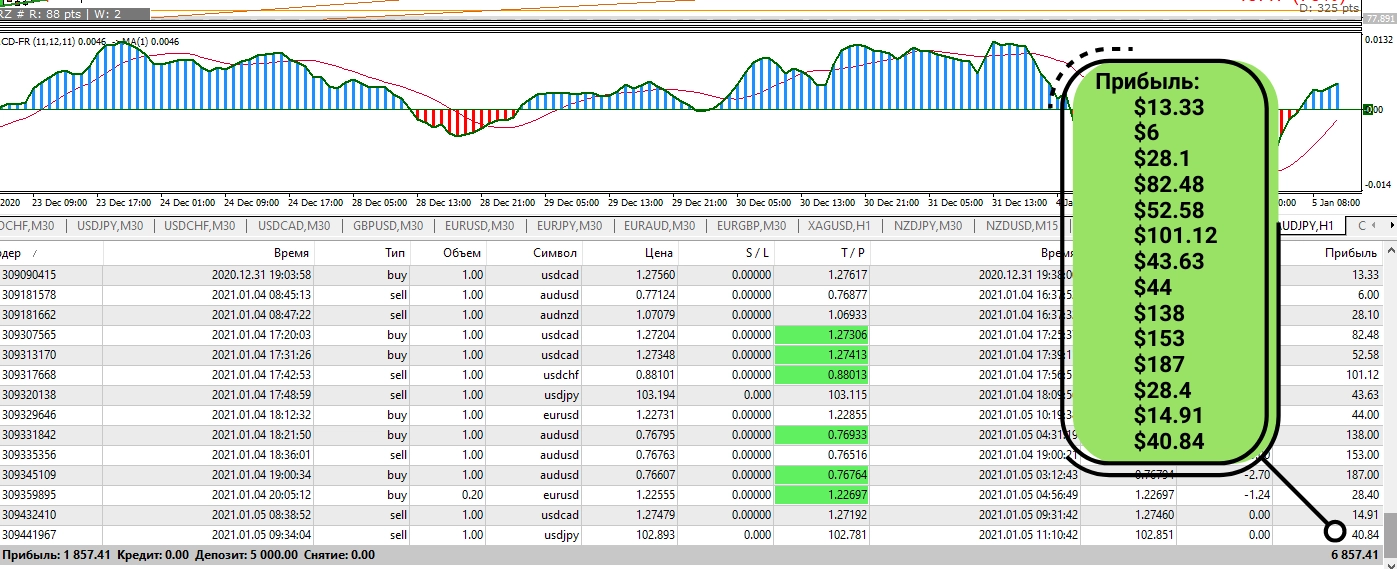 RZ # R: 88 pts | W: 2
D: 325 pts
77.891
CD-FR (11,12,11) 0.0046 -> MA(1) 0.0046
0.0132
0.00
-0.014
2020 23 Dec 09:00 23 Dec 17:00 24 Dec 01:00 24 Dec 09:00 24 Dec 17:00 28 Dec 05:00 28 Dec 13:00 28 Dec 21:00 29 Dec 05:00 29 Dec 13:00 29 Dec 21:00 30 Dec 05:00 30 Dec 13:00 30 Dec 21:00 31 Dec 05:00 31 Dec 13:00 5 Jan 08:00
DCHF,M30 USDJPY,M30 USDCHF,M30 USDCAD,M30 GBPUSD,M30 EURUSD,M30 EURJPY,M30 EURAUD,M30 EURGBP,M30 XAGUSD,H1 NZDJPY,M30 NZDUSD,M15 AUDJPY,H1 C
Прибыль:
$13.33
$6
$28.1
$82.48
$52.58
$101.12
$43.63
$44
$138
$153
$187
$28.4
$14.91
$40.84
рдер / Время Тип Объем Символ Цена S / L T / P Время Прибыль
309090415 2020.12.31 19:03:58 buy 1.00 usdcad 1.27560 0.00000 1.27617 2020.12.31 19:38:0 13.33
309181578 2021.01.04 08:45:13 sell 1.00 audusd 0.77124 0.00000 0.76877 2021.01.04 16:37: 6.00
309181662 2021.01.04 08:47:22 sell 1.00 audnzd 1.07079 0.00000 1.06933 2021.01.04 16:37: 28.10
309307565 2021.01.04 17:20:03 buy 1.00 usdcad 1.27204 0.00000 1.27306 2021.01.04 17:25: 82.48
309313170 2021.01.04 17:31:26 buy 1.00 usdcad 1.27348 0.00000 1.27413 2021.01.04 17:39: 52.58
309317668 2021.01.04 17:42:53 sell 1.00 usdchf 0.88101 0.00000 0.88013 2021.01.04 17:56: 101.12
309320138 2021.01.04 17:48:59 sell 1.00 usdjpy 103.194 0.000 103.115 2021.01.04 18:09: 43.63
309329646 2021.01.04 18:12:32 buy 1.00 eurusd 1.22731 0.00000 1.22855 2021.01.05 10:19: 44.00
309331842 2021.01.04 18:21:50 buy 1.00 audusd 0.76795 0.00000 0.76933 2021.01.05 04:31:19 138.00
309335356 2021.01.04 18:36:01 sell 1.00 audusd 0.76763 0.00000 0.76516 2021.01.04 19:00:21 153.00
309345109 2021.01.04 19:00:34 buy 1.00 audusd 0.76607 0.00000 0.76764 2021.01.05 03:12:43 0.76794 -2.70 187.00
309359895 2021.01.04 20:05:12 buy 0.20 eurusd 1.22555 0.00000 1.22697 2021.01.05 04:56:49 1.22697 -1.24 28.40
309432410 2021.01.05 08:38:52 sell 1.00 usdcad 1.27479 0.00000 1.27192 2021.01.05 09:31:42 1.27460 0.00 14.91
309441967 2021.01.05 09:34:04 sell 1.00 usdjpy 102.893 0.000 102.781 2021.01.05 11:10:42 102.851 0.00 40.84
Прибыль: 1 857.41 Кредит: 0.00 Депозит: 5 000.00 Снятие: 0.00 6 857.41